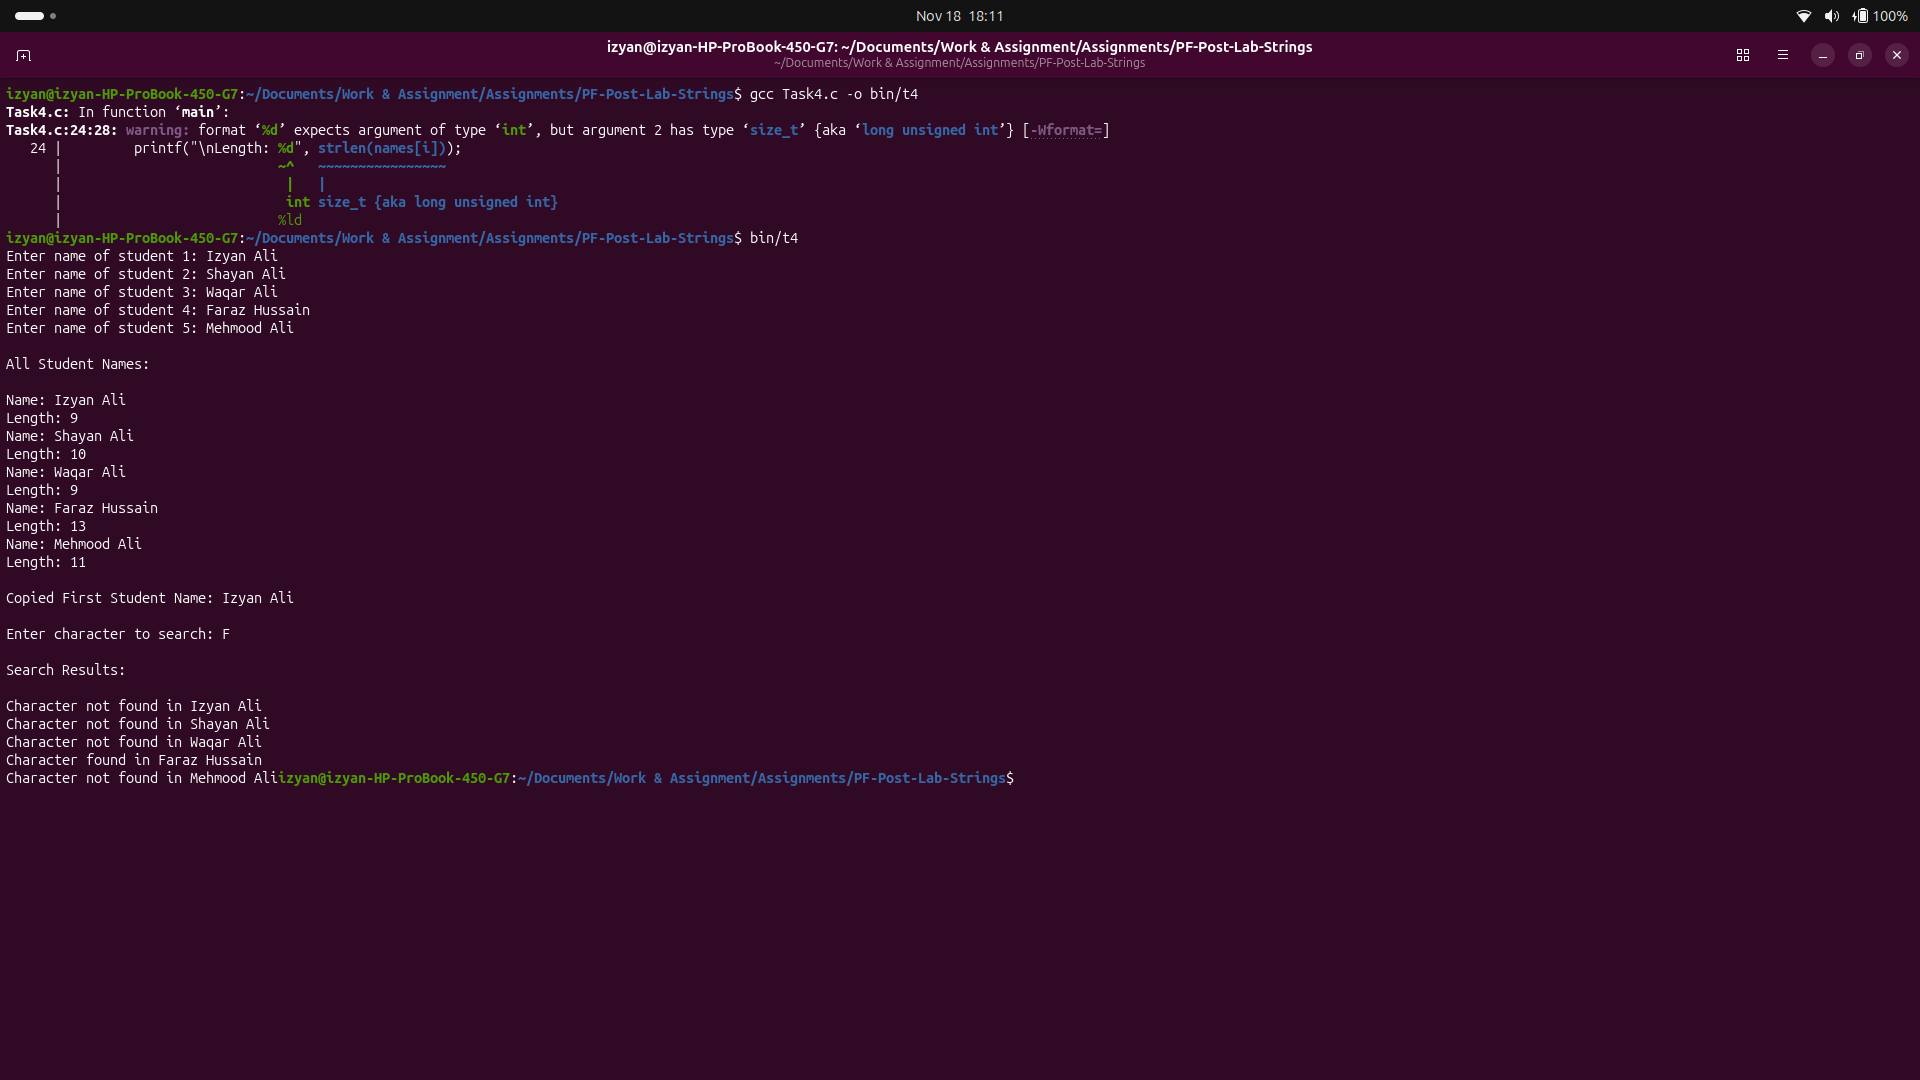 Nov 18 18:11
100%
izyan@izyan-HP-ProBook-450-G7: ~/Documents/Work & Assignment/Assignments/PF-Post-Lab-Strings
~/Documents/Work & Assignment/Assignments/PF-Post-Lab-Strings
izyan@izyan-HP-ProBook-450-G7:~/Documents/Work & Assignment/Assignments/PF-Post-Lab-Strings$ gcc Task4.c -o bin/t4
Task4.c: In function ‘main’:
Task4.c:24:28: warning: format ‘%d’ expects argument of type ‘int’, but argument 2 has type ‘size_t’ {aka ‘long unsigned int’} [-Wformat=]
   24 |         printf("\nLength: %d", strlen(names[i]));
      |                           ~^   ~~~~~~~~~~~~~~~~
      |                            |   |
      |                            int size_t {aka long unsigned int}
      |                           %ld
izyan@izyan-HP-ProBook-450-G7:~/Documents/Work & Assignment/Assignments/PF-Post-Lab-Strings$ bin/t4
Enter name of student 1: Izyan Ali
Enter name of student 2: Shayan Ali
Enter name of student 3: Waqar Ali
Enter name of student 4: Faraz Hussain
Enter name of student 5: Mehmood Ali
All Student Names:
Name: Izyan Ali
Length: 9
Name: Shayan Ali
Length: 10
Name: Waqar Ali
Length: 9
Name: Faraz Hussain
Length: 13
Name: Mehmood Ali
Length: 11
Copied First Student Name: Izyan Ali
Enter character to search: F
Search Results:
Character not found in Izyan Ali
Character not found in Shayan Ali
Character not found in Waqar Ali
Character found in Faraz Hussain
Character not found in Mehmood Aliizyan@izyan-HP-ProBook-450-G7:~/Documents/Work & Assignment/Assignments/PF-Post-Lab-Strings$